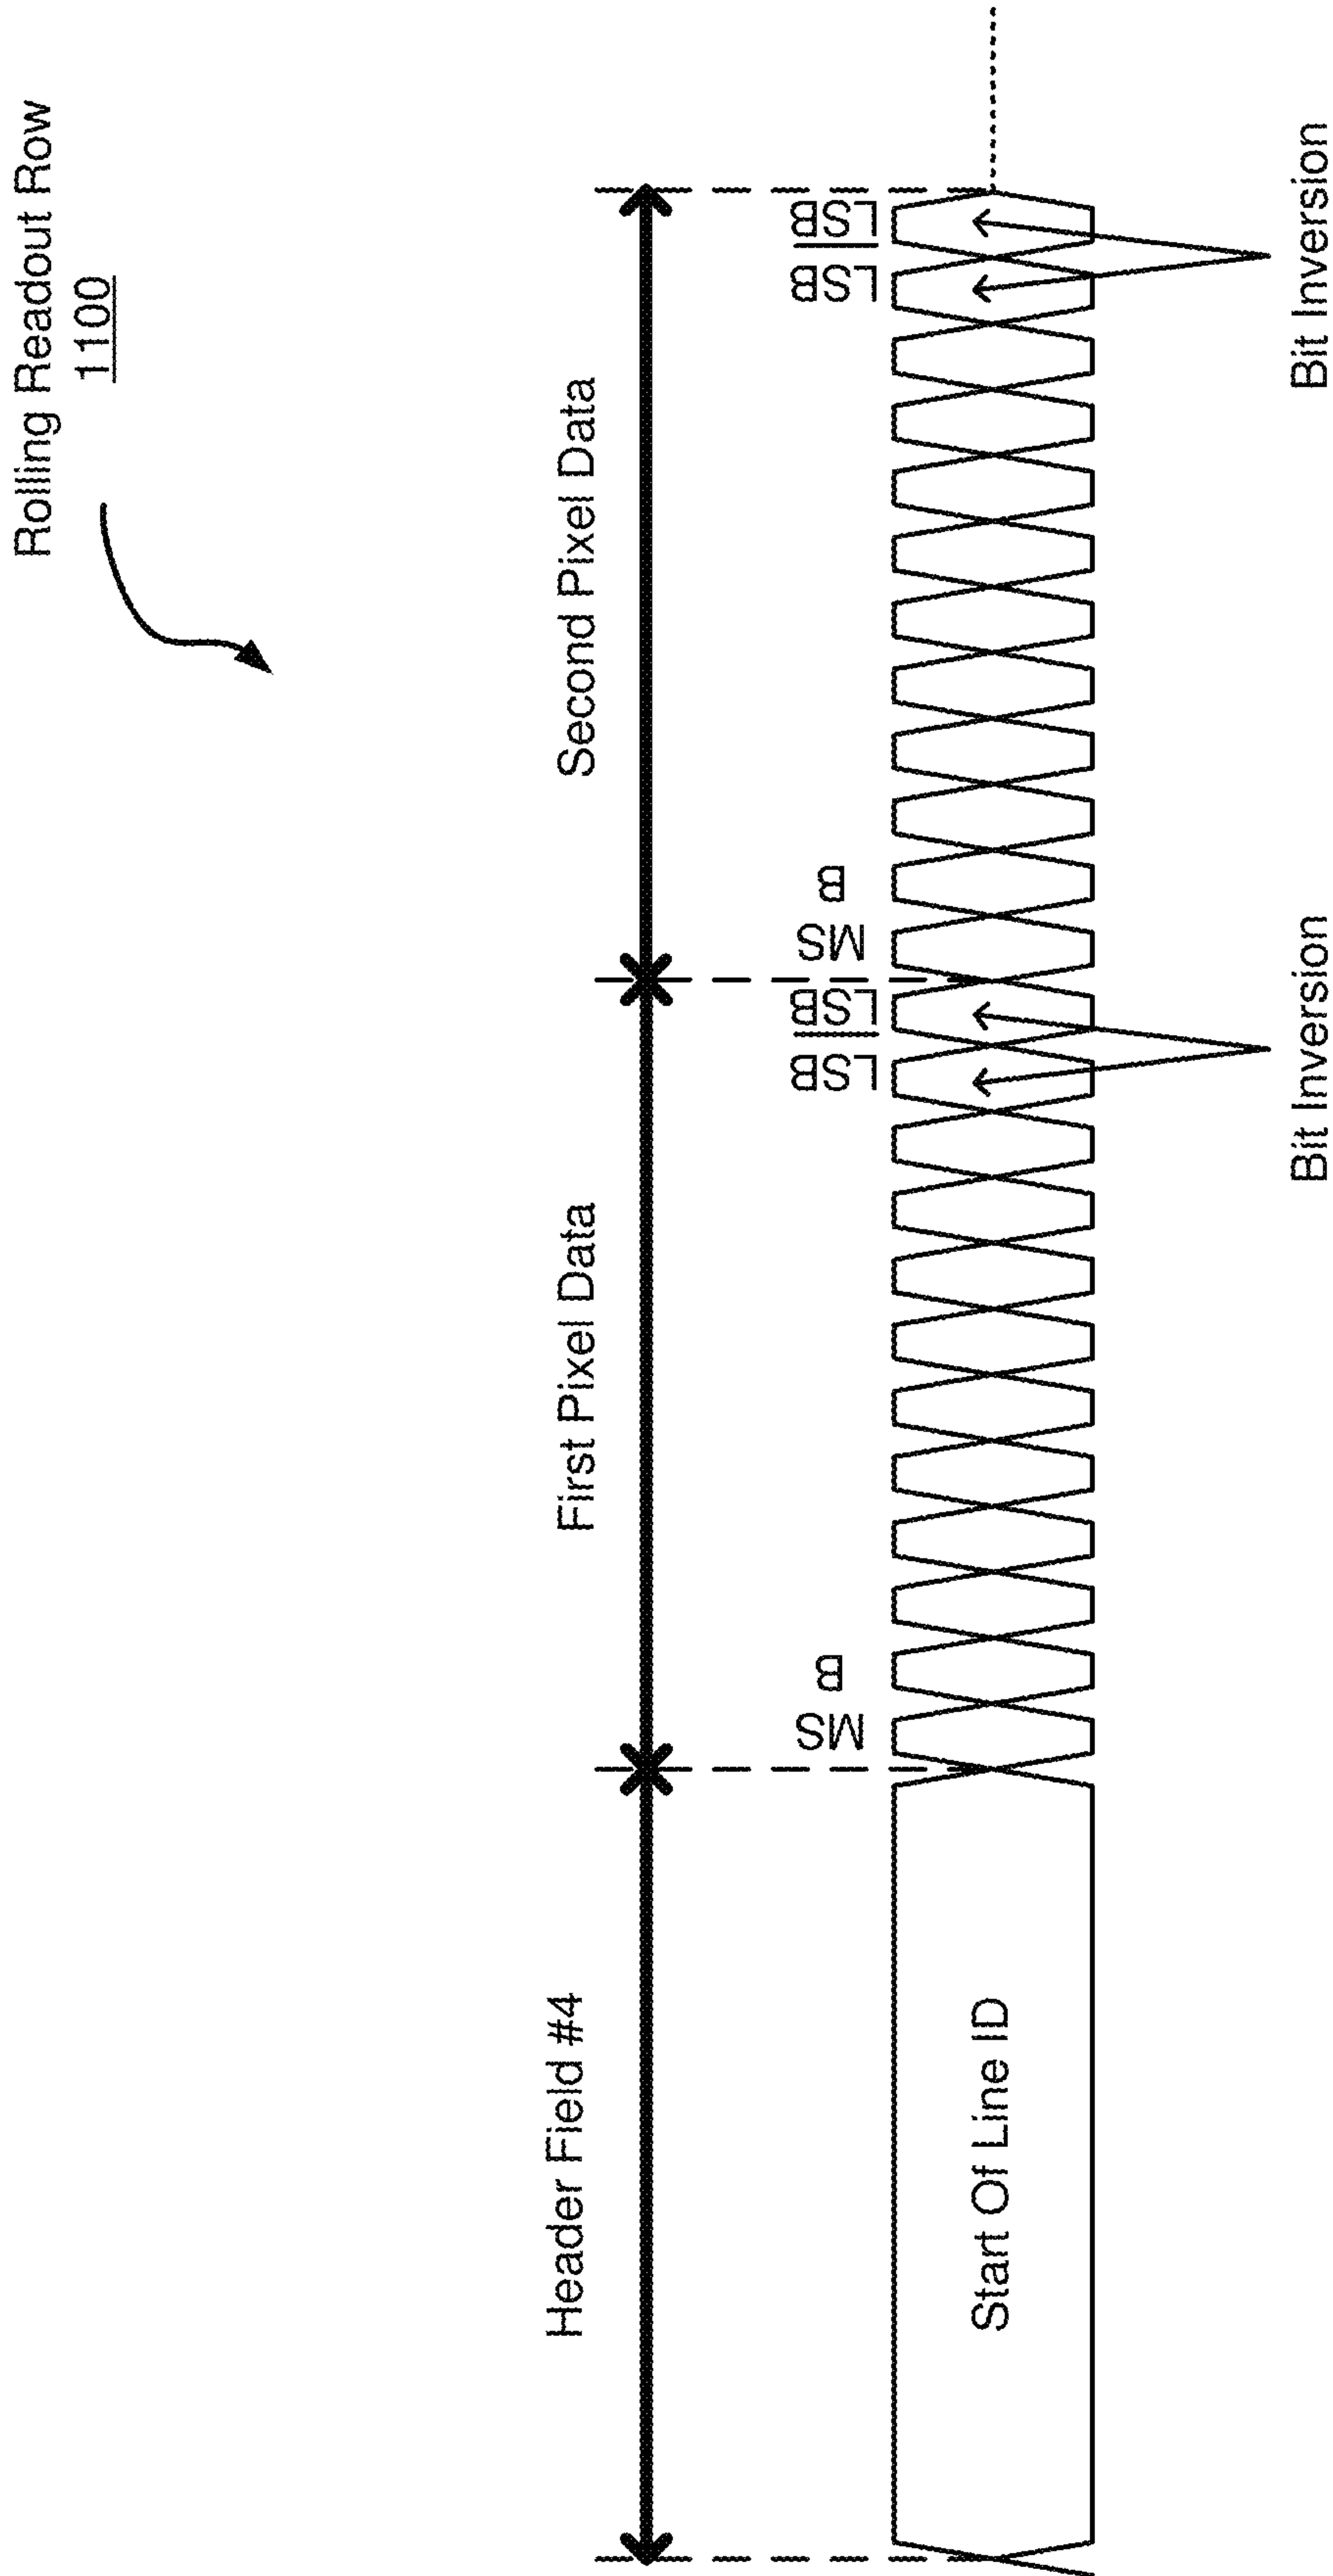 Rolling Readout Row
1100
Header Field #4
First Pixel Data
Second Pixel Data
MS
B
LSB
LSB
MS
B
LSB
LSB
Start Of Line ID
Bit Inversion
Bit Inversion